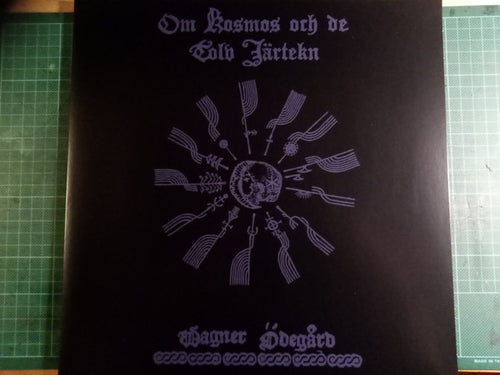 Om Kosmos och de
Tolv Järtekn
Wagner Ödegård